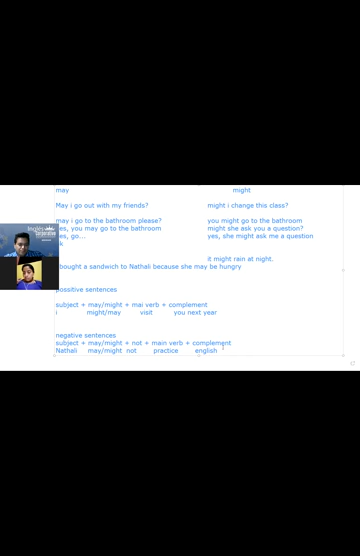 may might
May i go out with my friends? might i change this class?
may i go to the bathroom please? you might go to the bathroom
yes, you may go to the bathroom might she ask you a question?
yes, go... yes, she might ask me a question
ok
it might rain at night.
bought a sandwich to Nathali because she may be hungry
possitive sentences
subject + may/might + mai verb + complement
i might/may visit you next year
negative sentences
subject + may/might + not + main verb + complement
Nathali may/might not practice english
Inglés
Corporativo